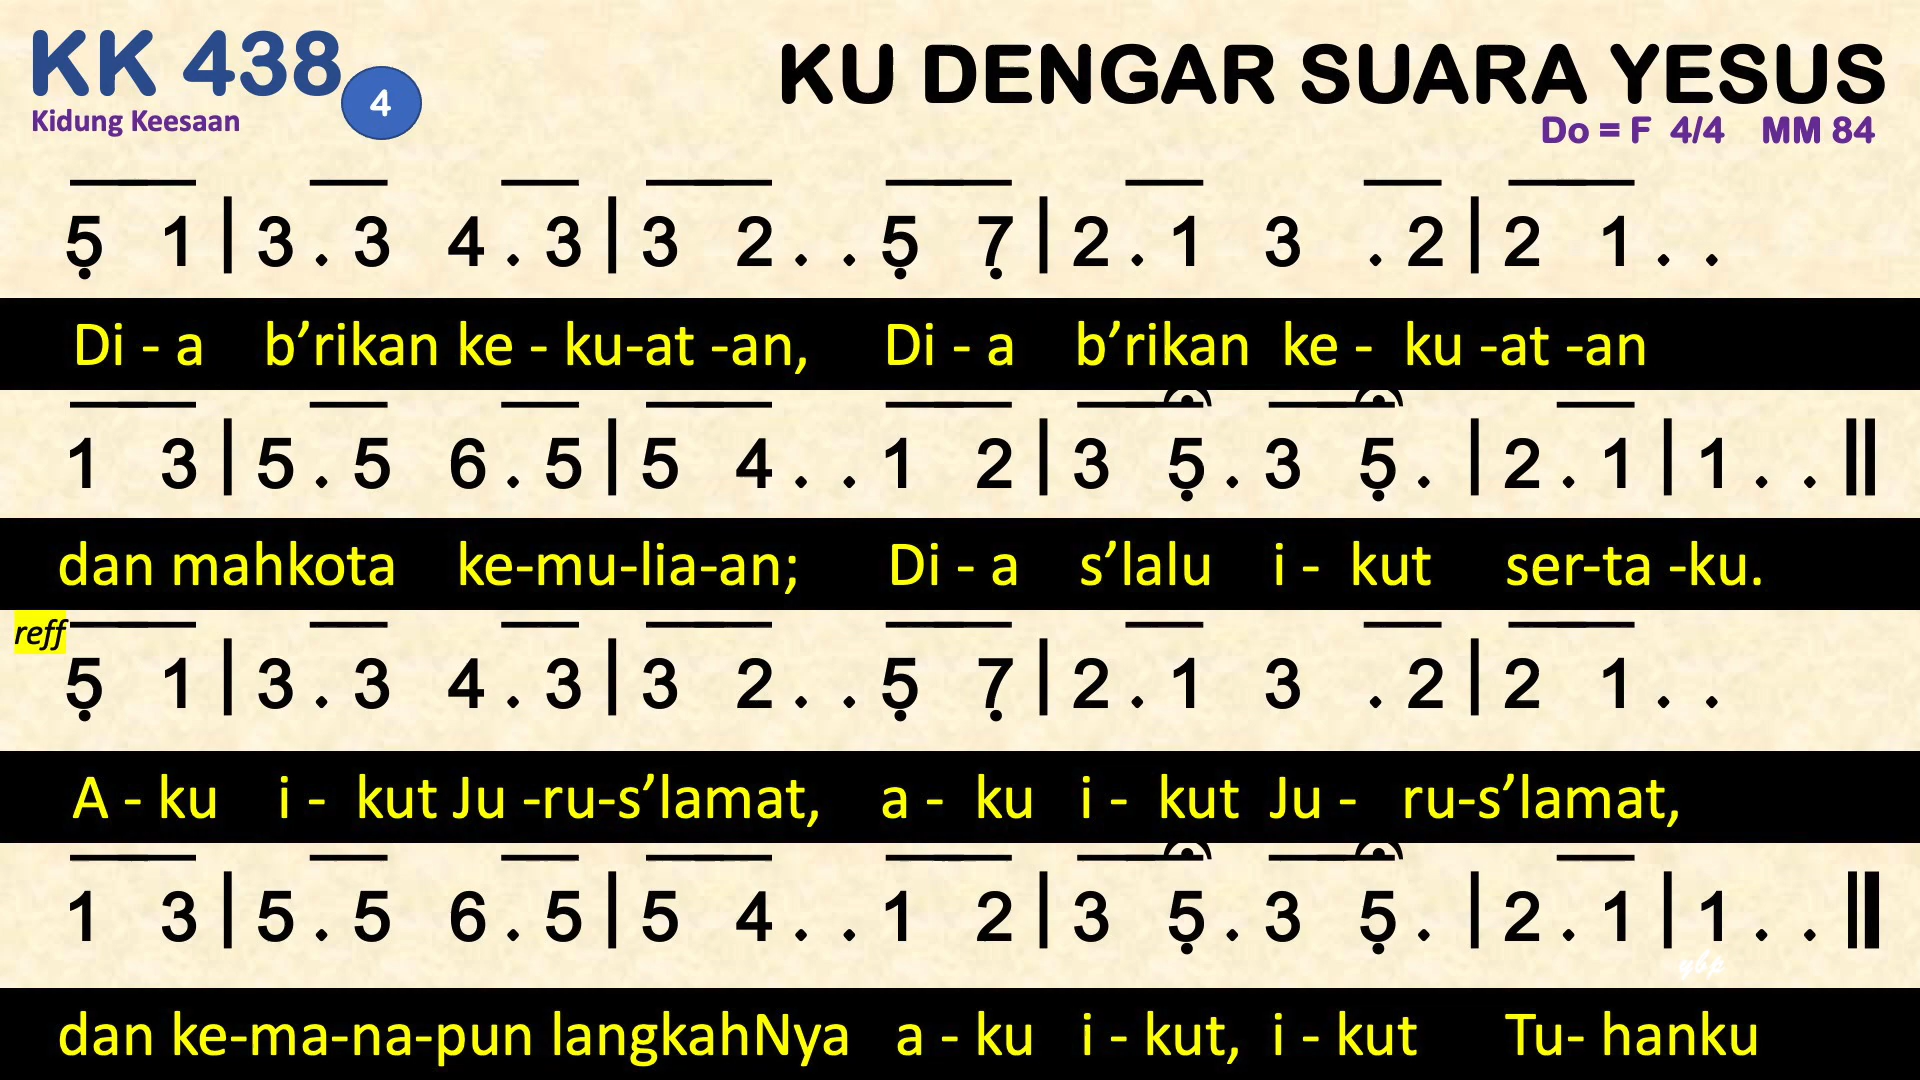 KK 438
4
KU DENGAR SUARA YESUS
Kidung Keesaan
Do = F 4/4 MM 84
5̣ 1 | 3 . 3 4 . 3 | 3 2 . . 5̣ 7̣ | 2 . 1 3 . 2 | 2 1 . .
Di - a b’rikan ke - ku-at -an, Di - a b’rikan ke - ku -at -an
1 3 | 5 . 5 6 . 5 | 5 4 . . 1 2 | 3 5̣ . 3 5̣ . | 2 . 1 | 1 . . ||
dan mahkota ke-mu-lia-an; Di - a s’lalu i - kut ser-ta -ku.
reff
5̣ 1 | 3 . 3 4 . 3 | 3 2 . . 5̣ 7̣ | 2 . 1 3 . 2 | 2 1 . .
A - ku i - kut Ju -ru-s’lamat, a - ku i - kut Ju - ru-s’lamat,
1 3 | 5 . 5 6 . 5 | 5 4 . . 1 2 | 3 5̣ . 3 5̣ . | 2 . 1 | 1 . . ||
ybp
dan ke-ma-na-pun langkahNya a - ku i - kut, i - kut Tu- hanku